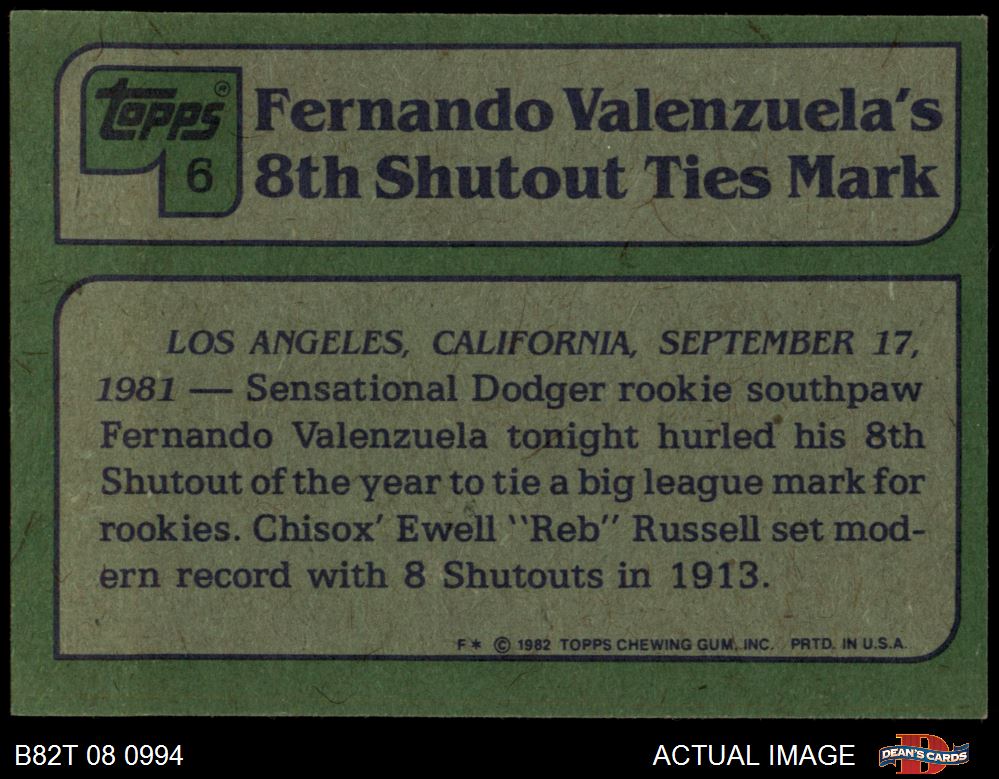 topps®
6
Fernando Valenzuela's
8th Shutout Ties Mark
LOS ANGELES, CALIFORNIA, SEPTEMBER 17,
1981 — Sensational Dodger rookie southpaw
Fernando Valenzuela tonight hurled his 8th
Shutout of the year to tie a big league mark for
rookies. Chisox' Ewell "Reb" Russell set mod-
ern record with 8 Shutouts in 1913.
F* © 1982 TOPPS CHEWING GUM, INC. PRTD. IN U.S.A.
B82T 08 0994
ACTUAL IMAGE
D
DEAN'S CARDS